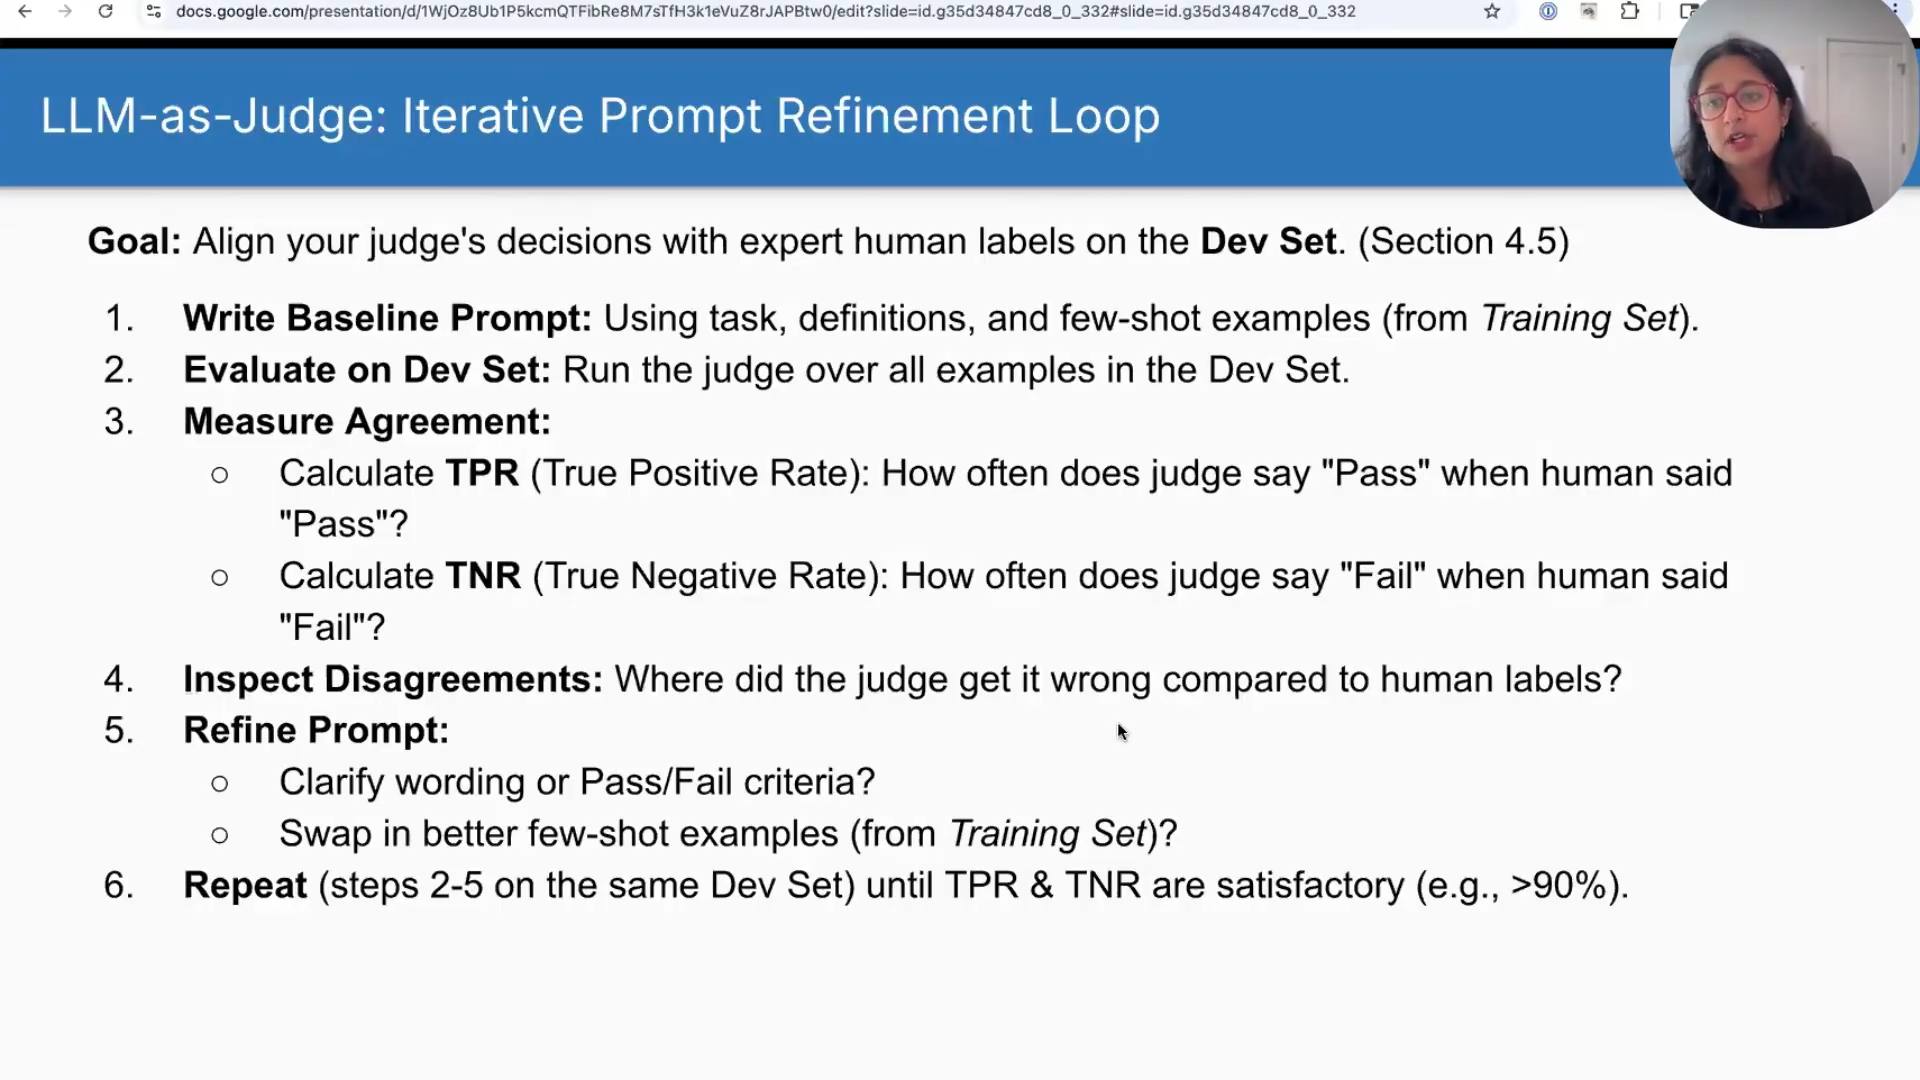 docs.google.com/presentation/d/1WjOz8Ub1P5kcmQTFibRe8M7sTfH3k1eVuZ8rJAPBtw0/edit?slide=id.g35d34847cd8_0_332#slide=id.g35d34847cd8_0_332
LLM-as-Judge: Iterative Prompt Refinement Loop
Goal: Align your judge's decisions with expert human labels on the Dev Set. (Section 4.5)
1. Write Baseline Prompt: Using task, definitions, and few-shot examples (from Training Set).
2. Evaluate on Dev Set: Run the judge over all examples in the Dev Set.
3. Measure Agreement:
○ Calculate TPR (True Positive Rate): How often does judge say "Pass" when human said
"Pass"?
○ Calculate TNR (True Negative Rate): How often does judge say "Fail" when human said
"Fail"?
4. Inspect Disagreements: Where did the judge get it wrong compared to human labels?
5. Refine Prompt:
○ Clarify wording or Pass/Fail criteria?
○ Swap in better few-shot examples (from Training Set)?
6. Repeat (steps 2-5 on the same Dev Set) until TPR & TNR are satisfactory (e.g., >90%).